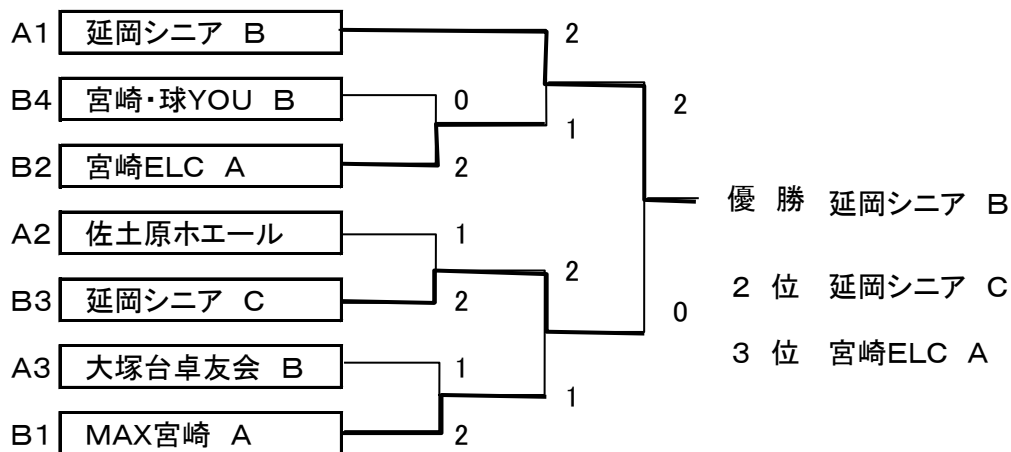 A1 延岡シニア B 2
B4 宮崎・球YOU B 0 2
1
B2 宮崎ELC A 2
優 勝 延岡シニア B
A2 佐土原ホエール 1
2 2 位 延岡シニア C
B3 延岡シニア C 2 0
3 位 宮崎ELC A
A3 大塚台卓友会 B 1
1
B1 MAX宮崎 A 2